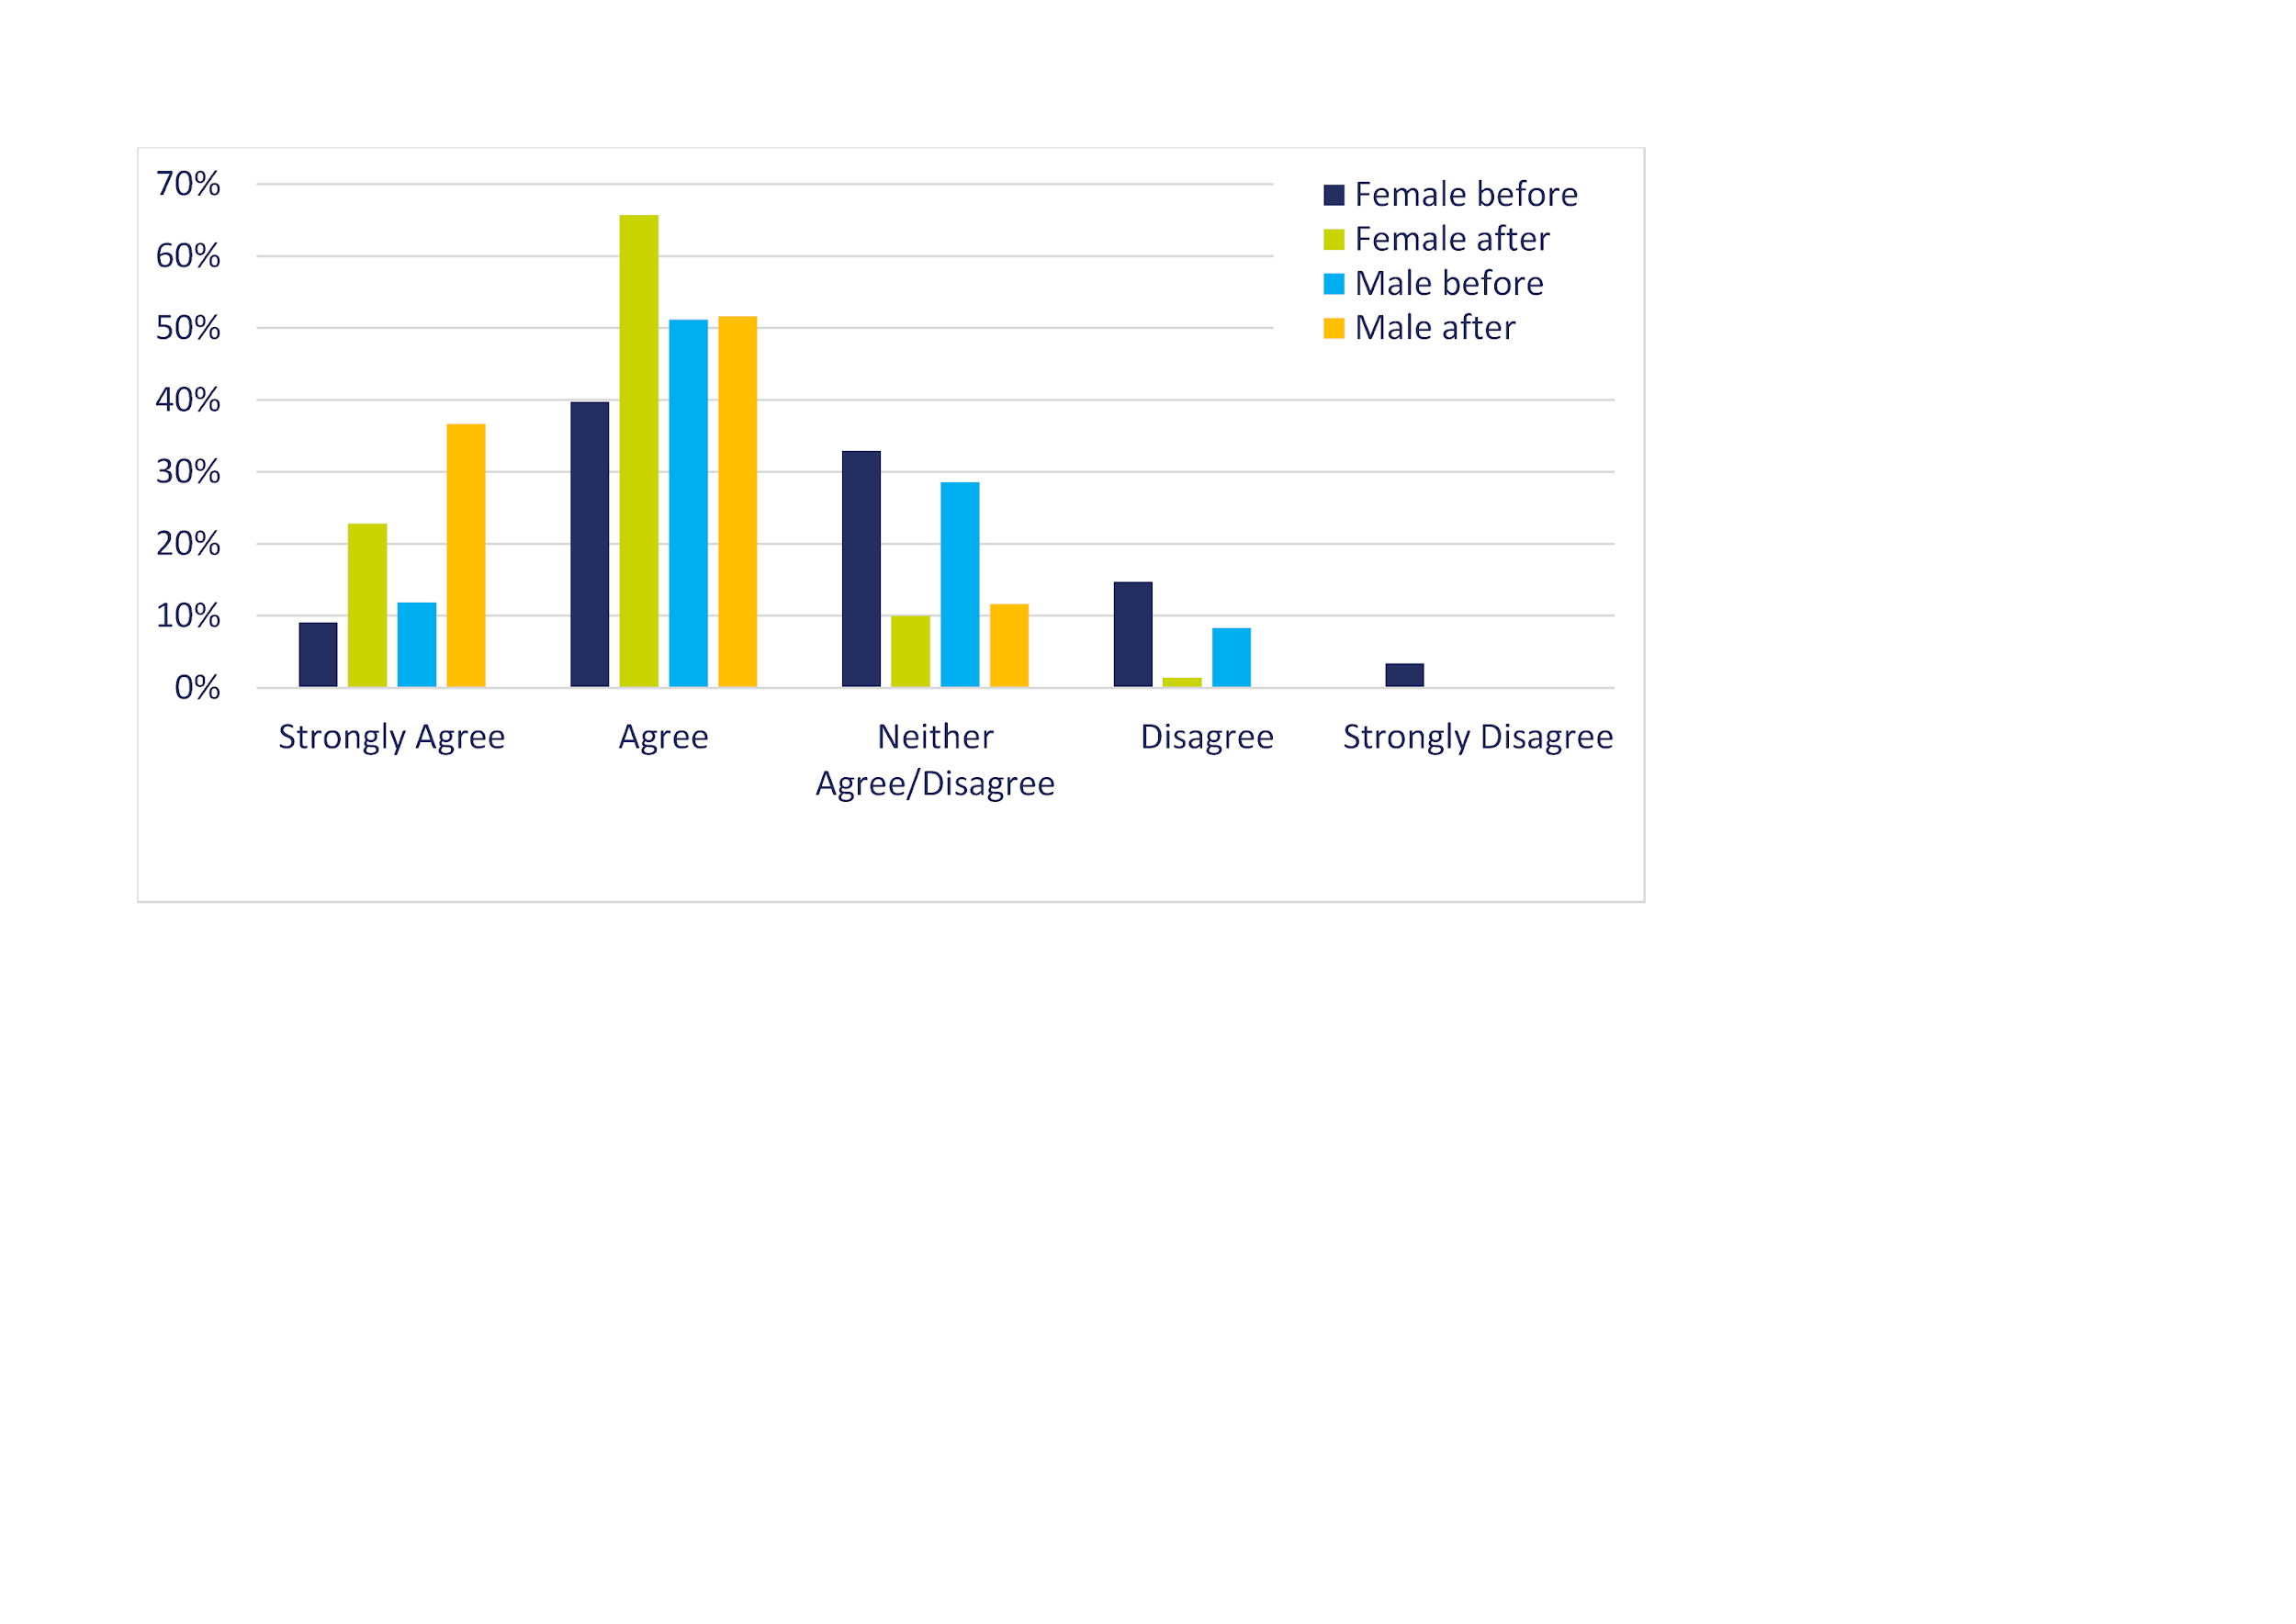 70%
60%
50%
40%
30%
20%
10%
0%
Female before
Female after
Male before
Male after
Strongly Agree
Agree
Neither
Agree/Disagree
Disagree
Strongly Disagree